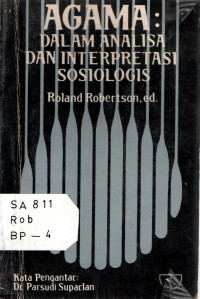 AGAMA:
DALAM ANALISA
DAN INTERPRETASI
SOSIOLOGIS
Roland Robertson, ed.
SA 811
Rob
BP – 4
Kata Pengantar:
Dr. Parsudi Suparlan